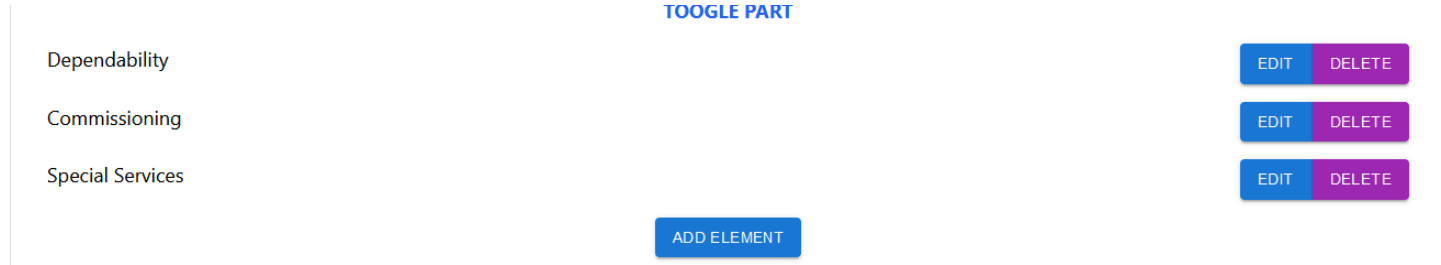 TOOGLE PART
Dependability EDIT DELETE
Commissioning EDIT DELETE
Special Services EDIT DELETE
ADD ELEMENT